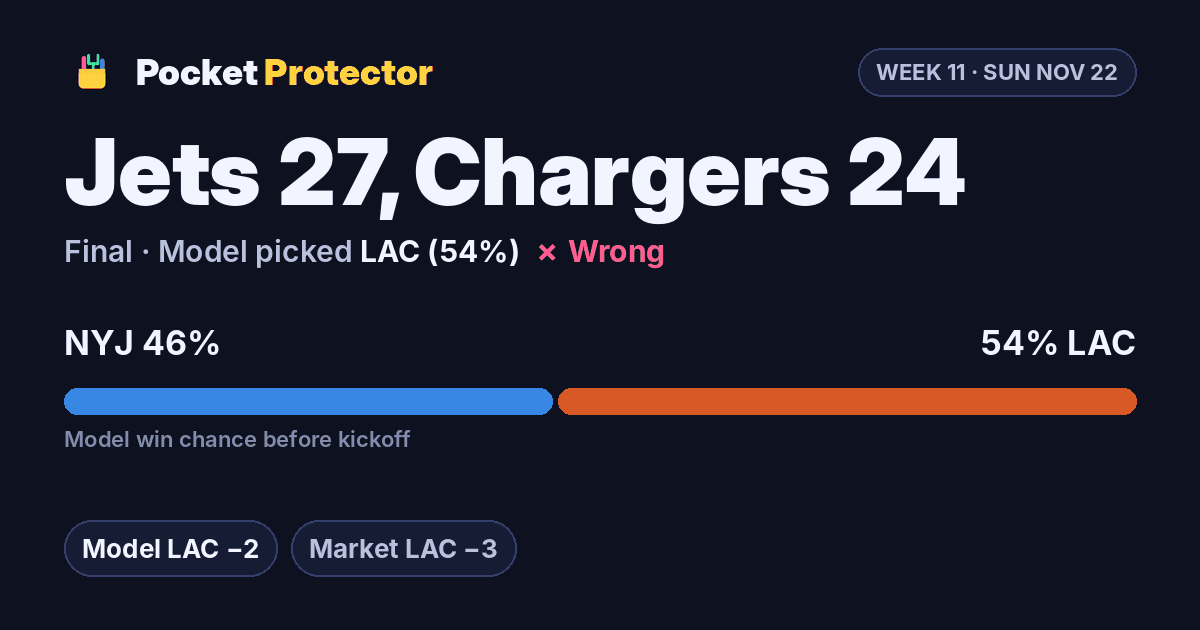 Pocket Protector
WEEK 11 · SUN NOV 22
Jets 27, Chargers 24
Final · Model picked LAC (54%) × Wrong
NYJ 46%
54% LAC
Model win chance before kickoff
Model LAC −2
Market LAC −3